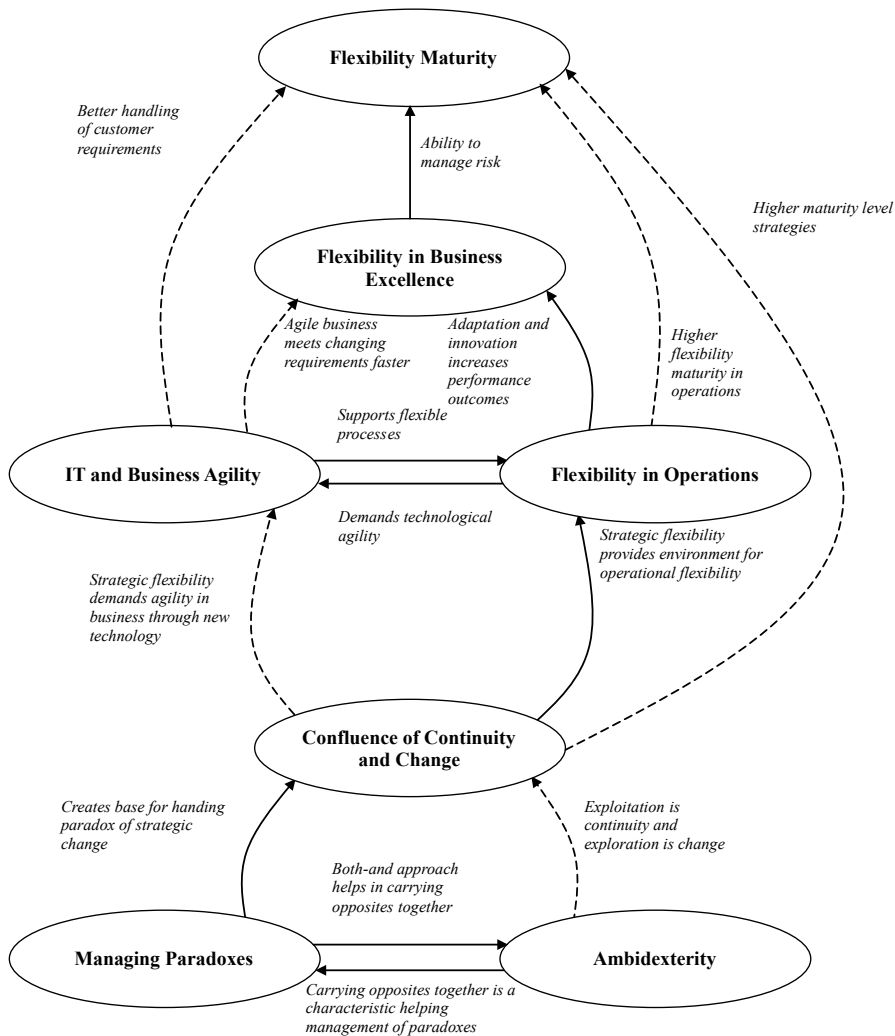 Flexibility Maturity
Better handling
of customer
requirements
Ability to
manage risk
Higher maturity level
strategies
Flexibility in Business
Excellence
Agile business
meets changing
requirements faster
Adaptation and
innovation
increases
performance
outcomes
Higher
flexibility
maturity in
operations
Supports flexible
processes
IT and Business Agility
Flexibility in Operations
Demands technological
agility
Strategic flexibility
provides environment for
operational flexibility
Strategic flexibility
demands agility in
business through new
technology
Confluence of Continuity
and Change
Creates base for handing
paradox of strategic
change
Exploitation is
continuity and
exploration is change
Both-and approach
helps in carrying
opposites together
Managing Paradoxes
Ambidexterity
Carrying opposites together is a
characteristic helping
management of paradoxes